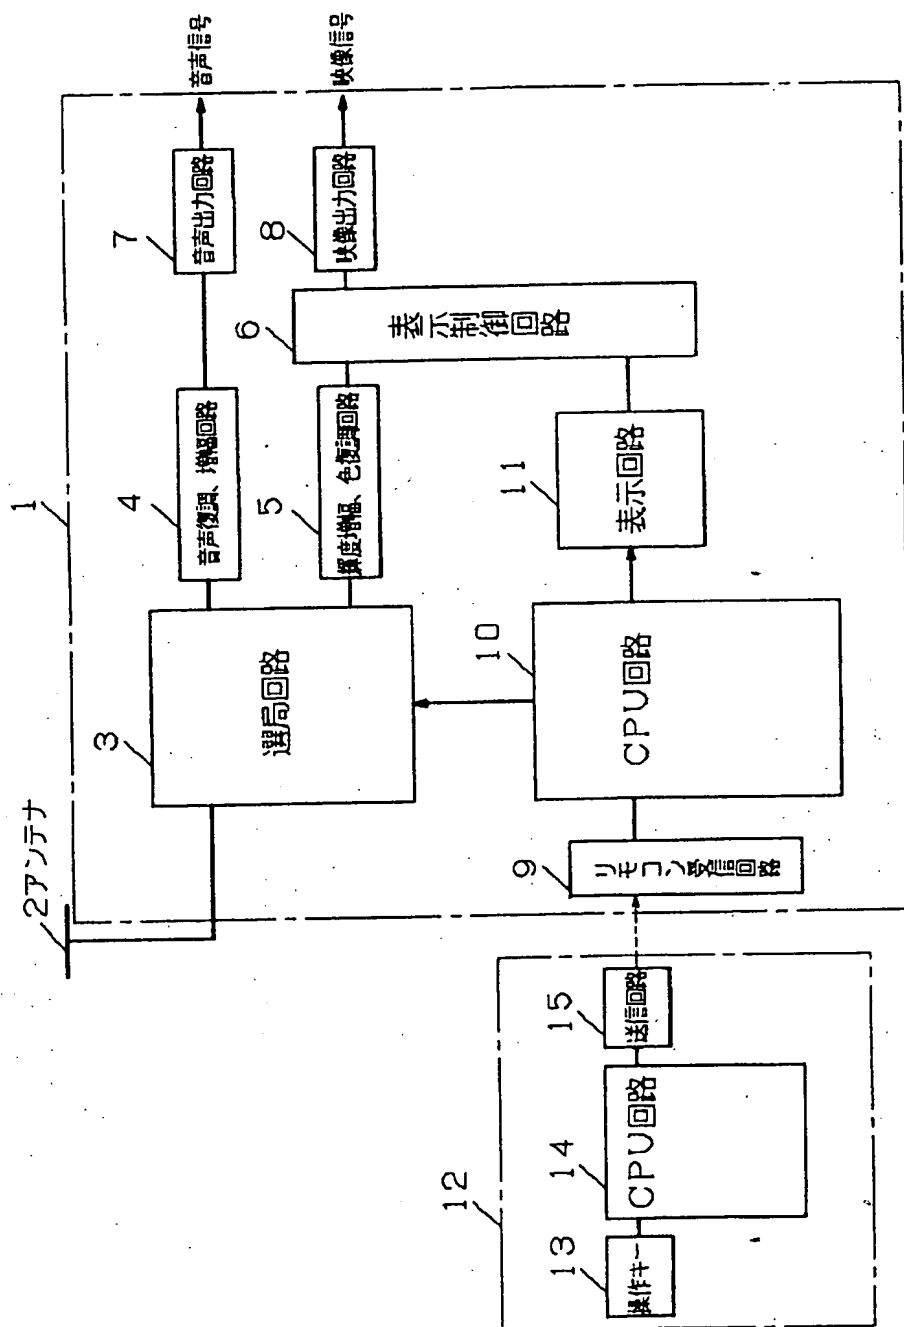 1
2アンテナ
3
選局回路
4
音声復調、増幅回路
7
音声出力回路
音声信号
5
輝度増幅、色復調回路
6
表示制御回路
8
映像出力回路
映像信号
9
リモコン受信回路
10
CPU回路
11
表示回路
12
13
操作キー
14
CPU回路
15
送信回路